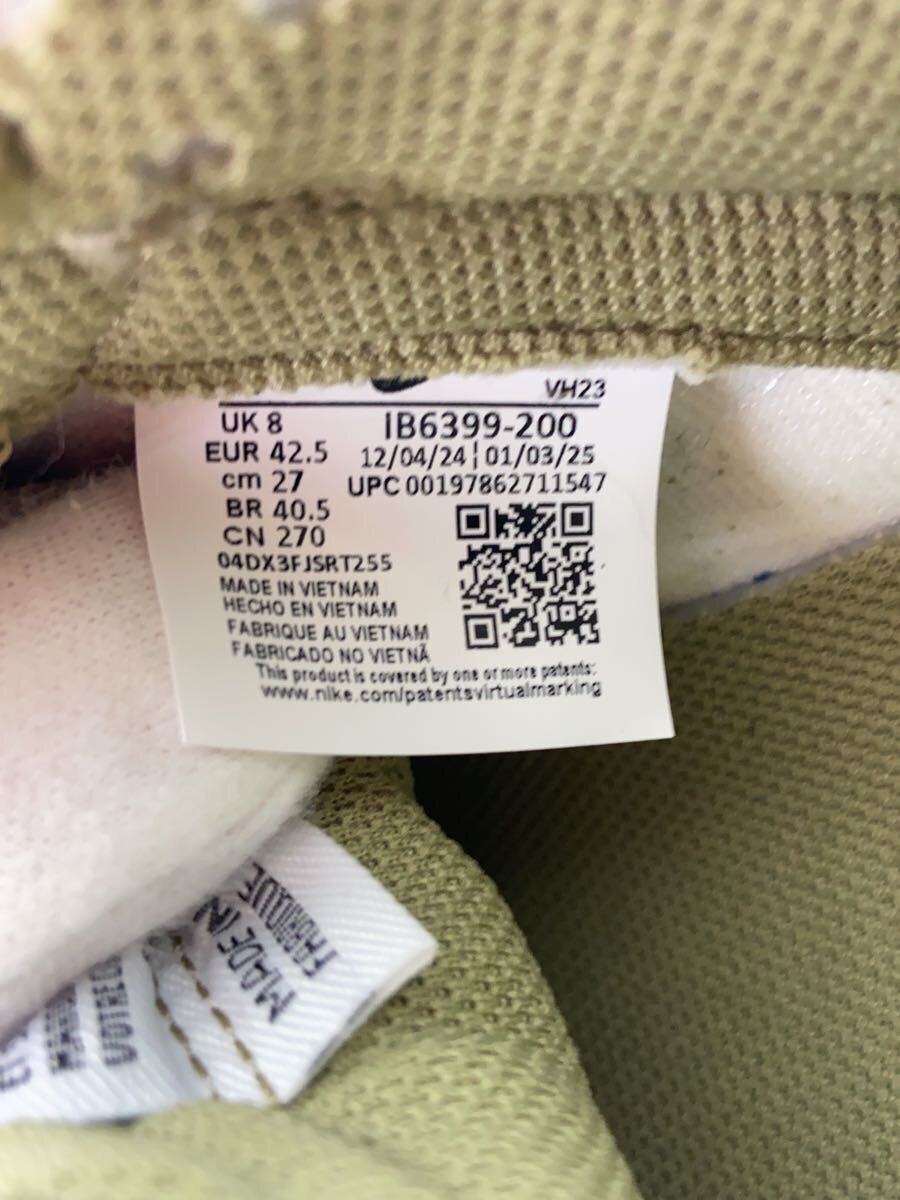 VH23
UK 8
IB6399-200
EUR 42.5
12/04/24 | 01/03/25
cm 27
UPC 00197862711547
BR 40.5
CN 270
04DX3FJSRT255
MADE IN VIETNAM
HECHO EN VIETNAM
FABRIQUE AU VIETNAM
FABRICADO NO VIETNÃ
This product is covered by one or more patents:
www.nike.com/patentsvirtualmarking
MADE IN
FABRIQUÉ
VOTRE